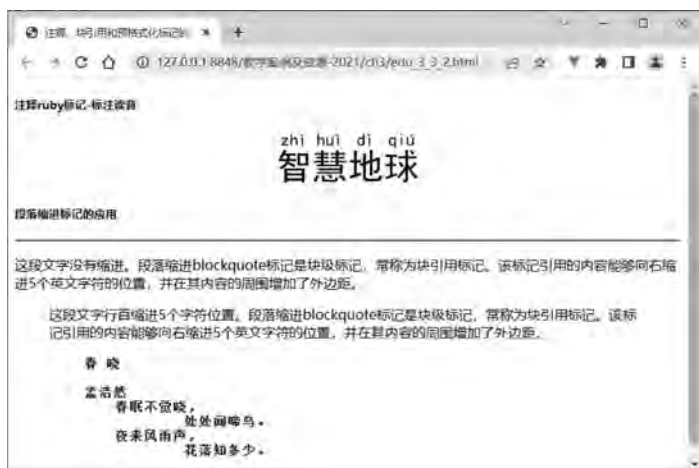 注释、块引用和预格式化标记的
127.0.0.1:8848/教学案例及资源-2021/ch3/edu_3_3_2.html
注释ruby标记-标注读音
zhì huì dì qiú
智慧地球
段落缩进标记的应用
这段文字没有缩进。段落缩进blockquote标记是块级标记，常称为块引用标记。该标记引用的内容能够向右缩
进5个英文字符的位置，并在其内容的周围增加了外边距。
这段文字行首缩进5个字符位置。段落缩进blockquote标记是块级标记，常称为块引用标记。该标
记引用的内容能够向右缩进5个英文字符的位置，并在其内容的周围增加了外边距。
春 晓
孟浩然
春眠不觉晓，
处处闻啼鸟。
夜来风雨声，
花落知多少。